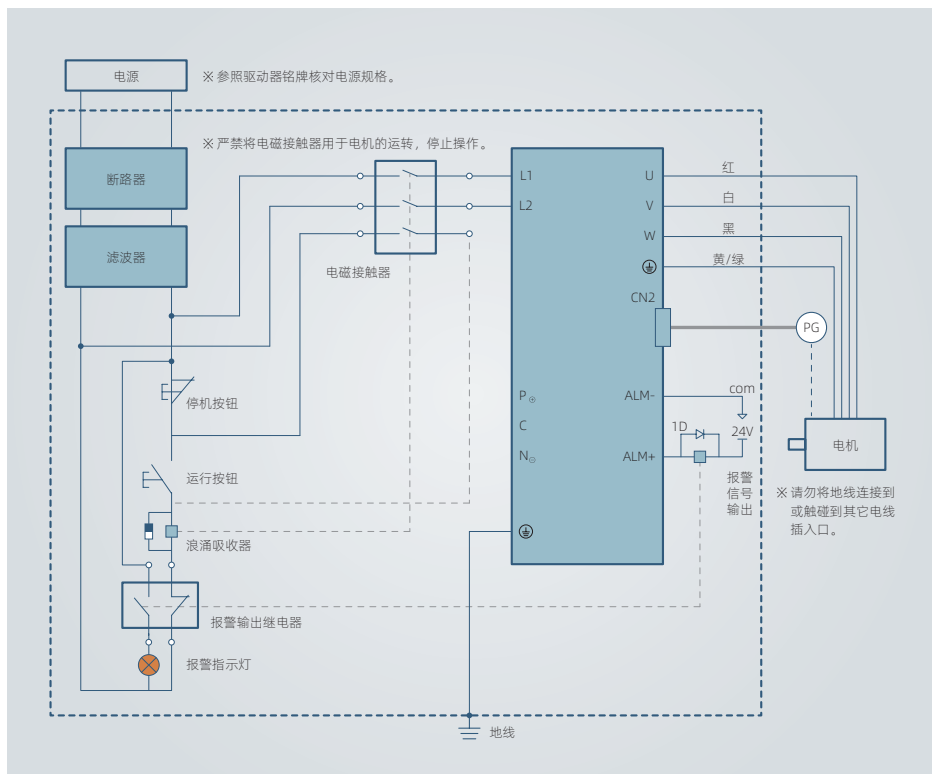 电源
※ 参照驱动器铭牌核对电源规格。
※ 严禁将电磁接触器用于电机的运转，停止操作。
断路器
滤波器
电磁接触器
L1
L2
U
V
W
CN2
红
白
黑
黄/绿
PG
P
C
N
ALM-
ALM+
com
1D
24V
报警
信号
输出
电机
※ 请勿将地线连接到
或触碰到其它电线
插入口。
停机按钮
运行按钮
浪涌吸收器
报警输出继电器
报警指示灯
地线